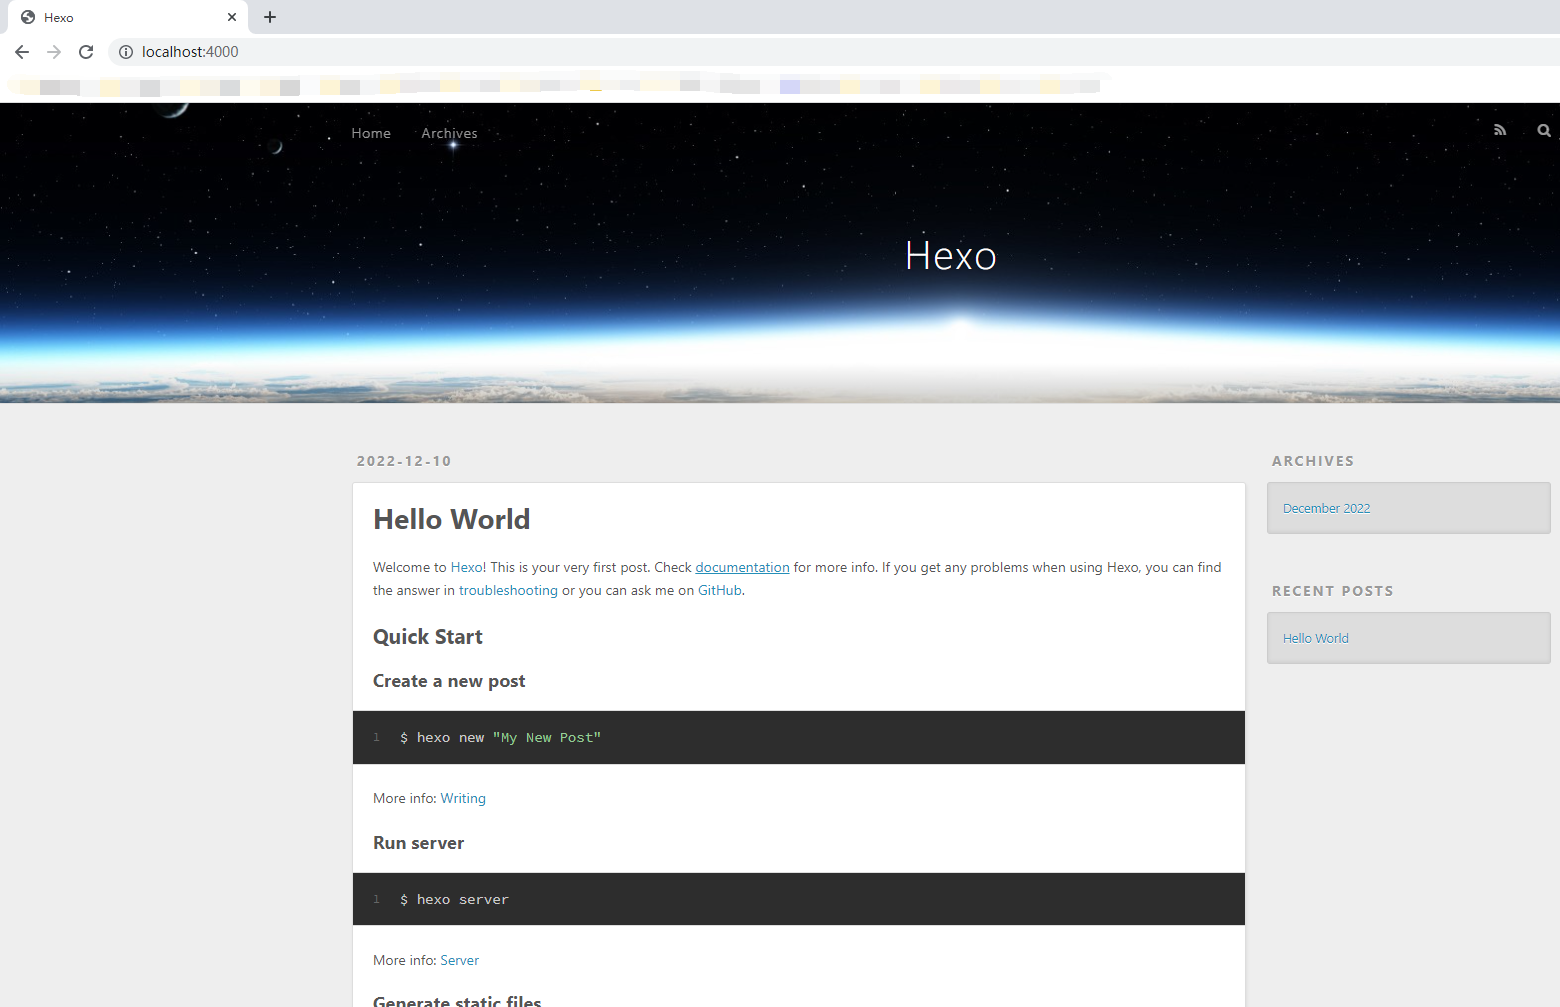 Hexo
localhost:4000
Home Archives
Hexo
2022-12-10
Hello World
Welcome to Hexo! This is your very first post. Check documentation for more info. If you get any problems when using Hexo, you can find
the answer in troubleshooting or you can ask me on GitHub.
Quick Start
Create a new post
1 $ hexo new "My New Post"
More info: Writing
Run server
1 $ hexo server
More info: Server
Generate static files
ARCHIVES
December 2022
RECENT POSTS
Hello World